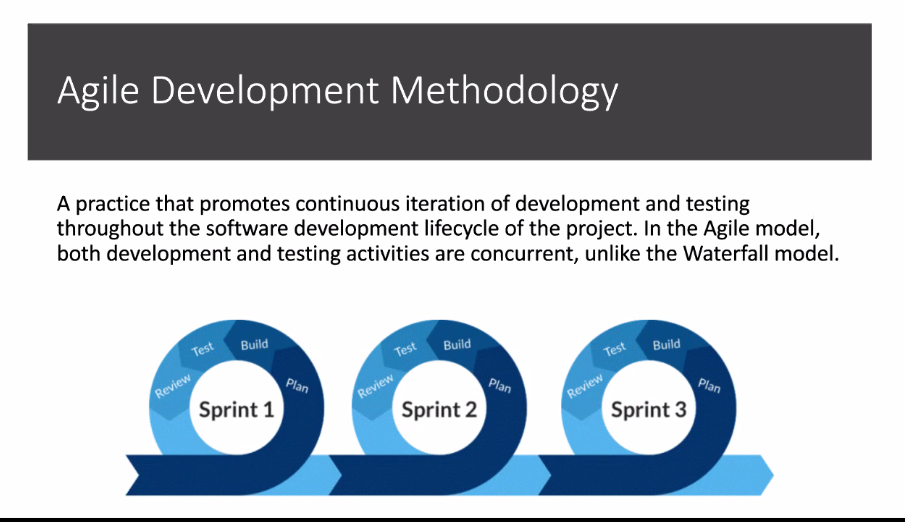 Agile Development Methodology
A practice that promotes continuous iteration of development and testing
throughout the software development lifecycle of the project. In the Agile model,
both development and testing activities are concurrent, unlike the Waterfall model.
Plan
Build
Test
Review
Sprint 1
Plan
Build
Test
Review
Sprint 2
Plan
Build
Test
Review
Sprint 3